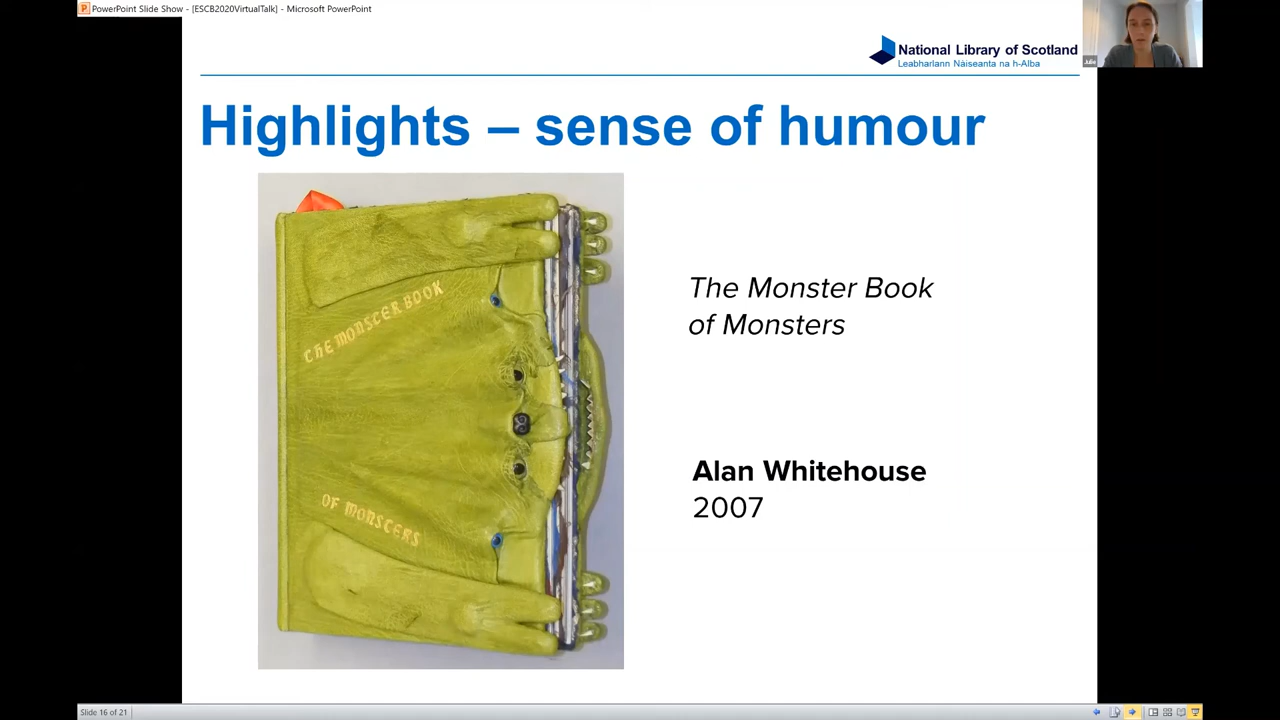 PowerPoint Slide Show - [ESCB2020VirtualTalk] - Microsoft PowerPoint
National Library of Scotland
Leabharlann Nàiseanta na h-Alba
Julie
Highlights – sense of humour
The Monster Book
of Monsters
THE MONSTER BOOK
OF MONSTERS
Alan Whitehouse
2007
Slide 16 of 21